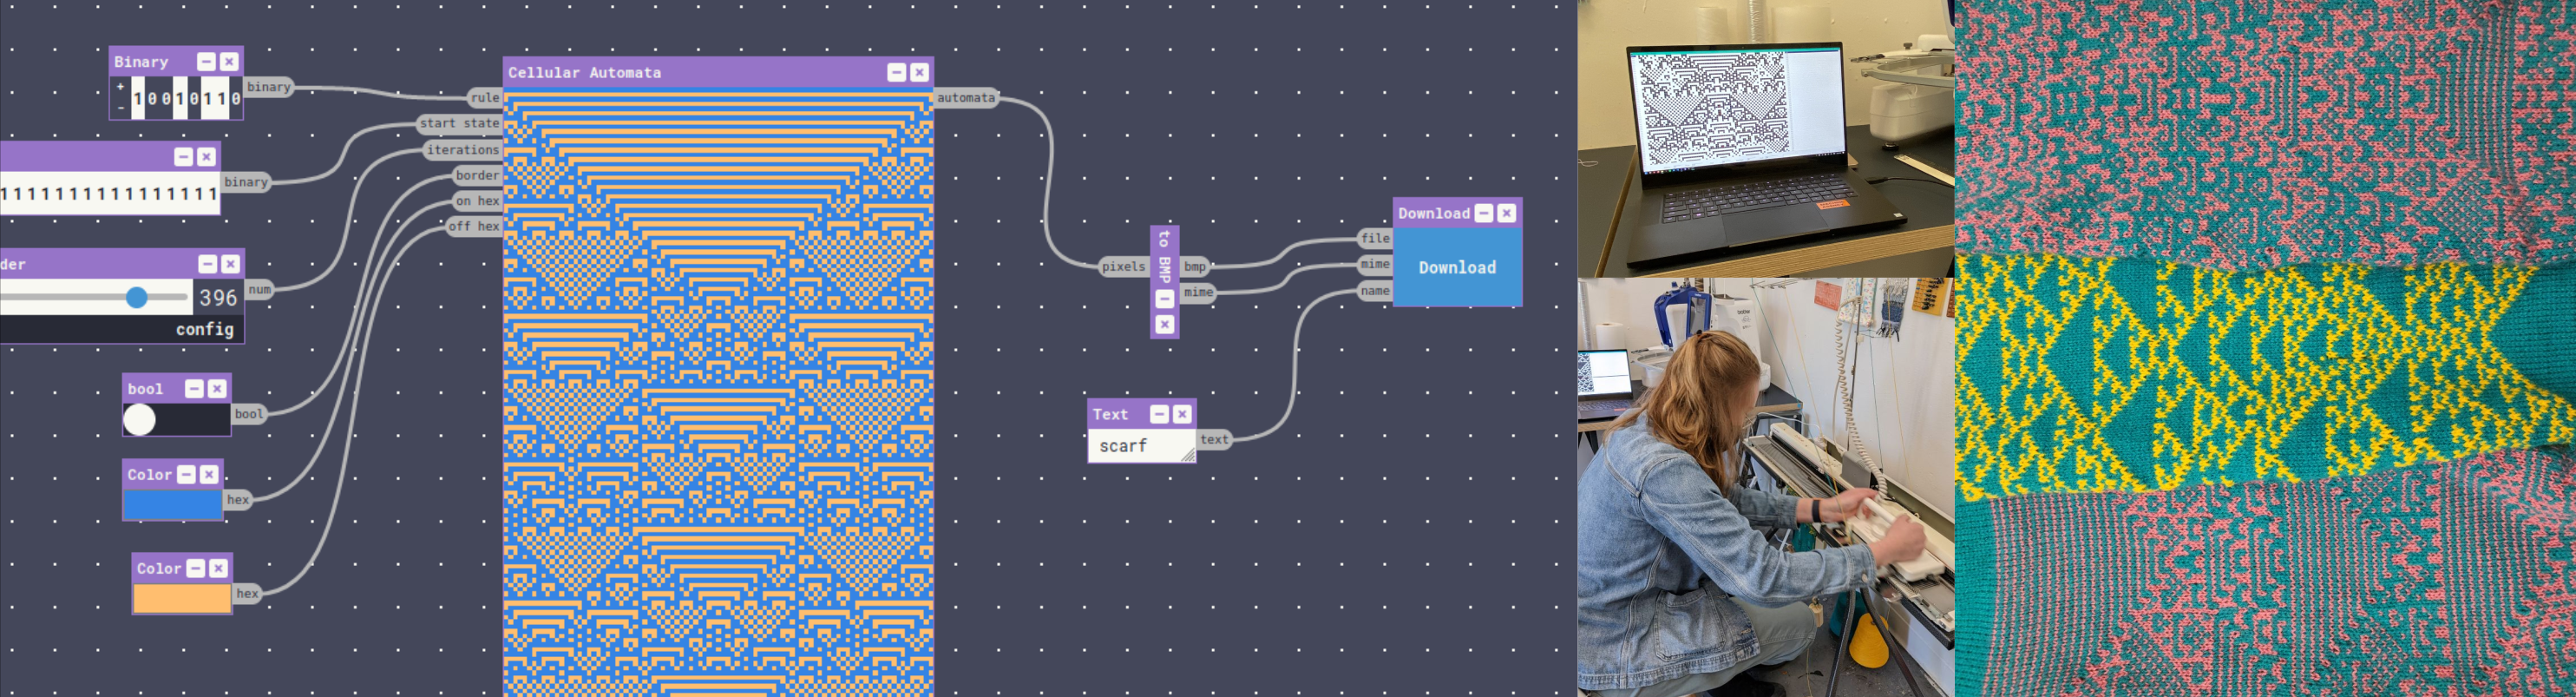 Binary
+
-
10010110
binary
1111111111111111
binary
der
396
num
config
bool
bool
Color
hex
Color
hex
Cellular Automata
rule
start state
iterations
border
on hex
off hex
automata
pixels
to BMP
bmp
mime
Text
scarf
text
Download
file
mime
name
Download